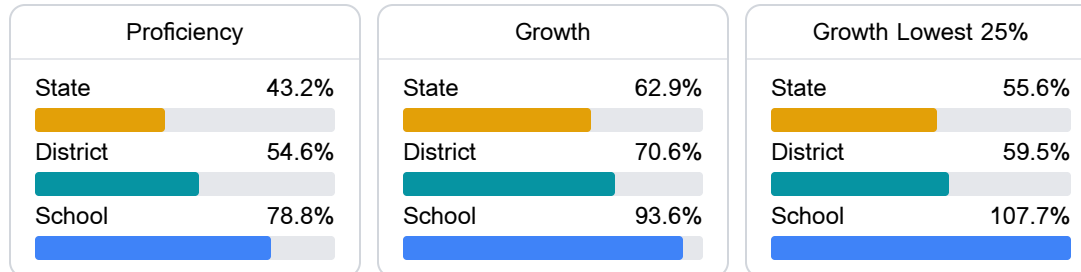 Proficiency
State 43.2%
District 54.6%
School 78.8%
Growth
State 62.9%
District 70.6%
School 93.6%
Growth Lowest 25%
State 55.6%
District 59.5%
School 107.7%